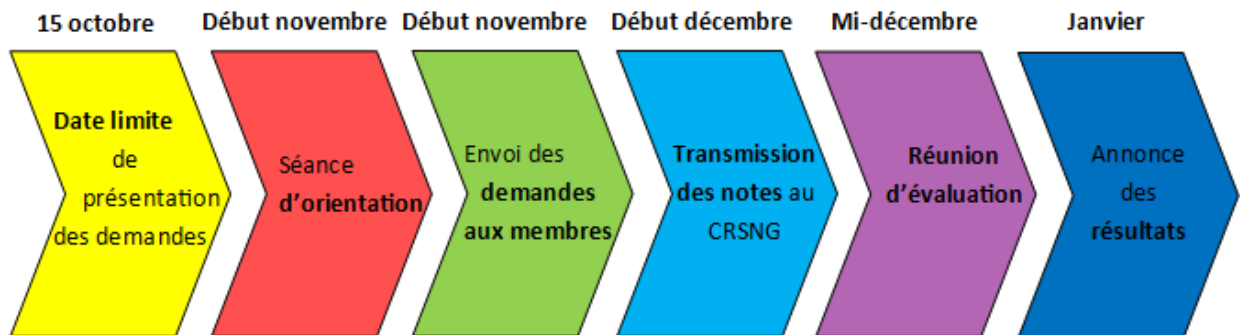 15 octobre
Début novembre
Début novembre
Début décembre
Mi-décembre
Janvier
Date limite
de
présentation
des demandes
Séance
d’orientation
Envoi des
demandes
aux membres
Transmission
des notes au
CRSNG
Réunion
d’évaluation
Annonce
des
résultats